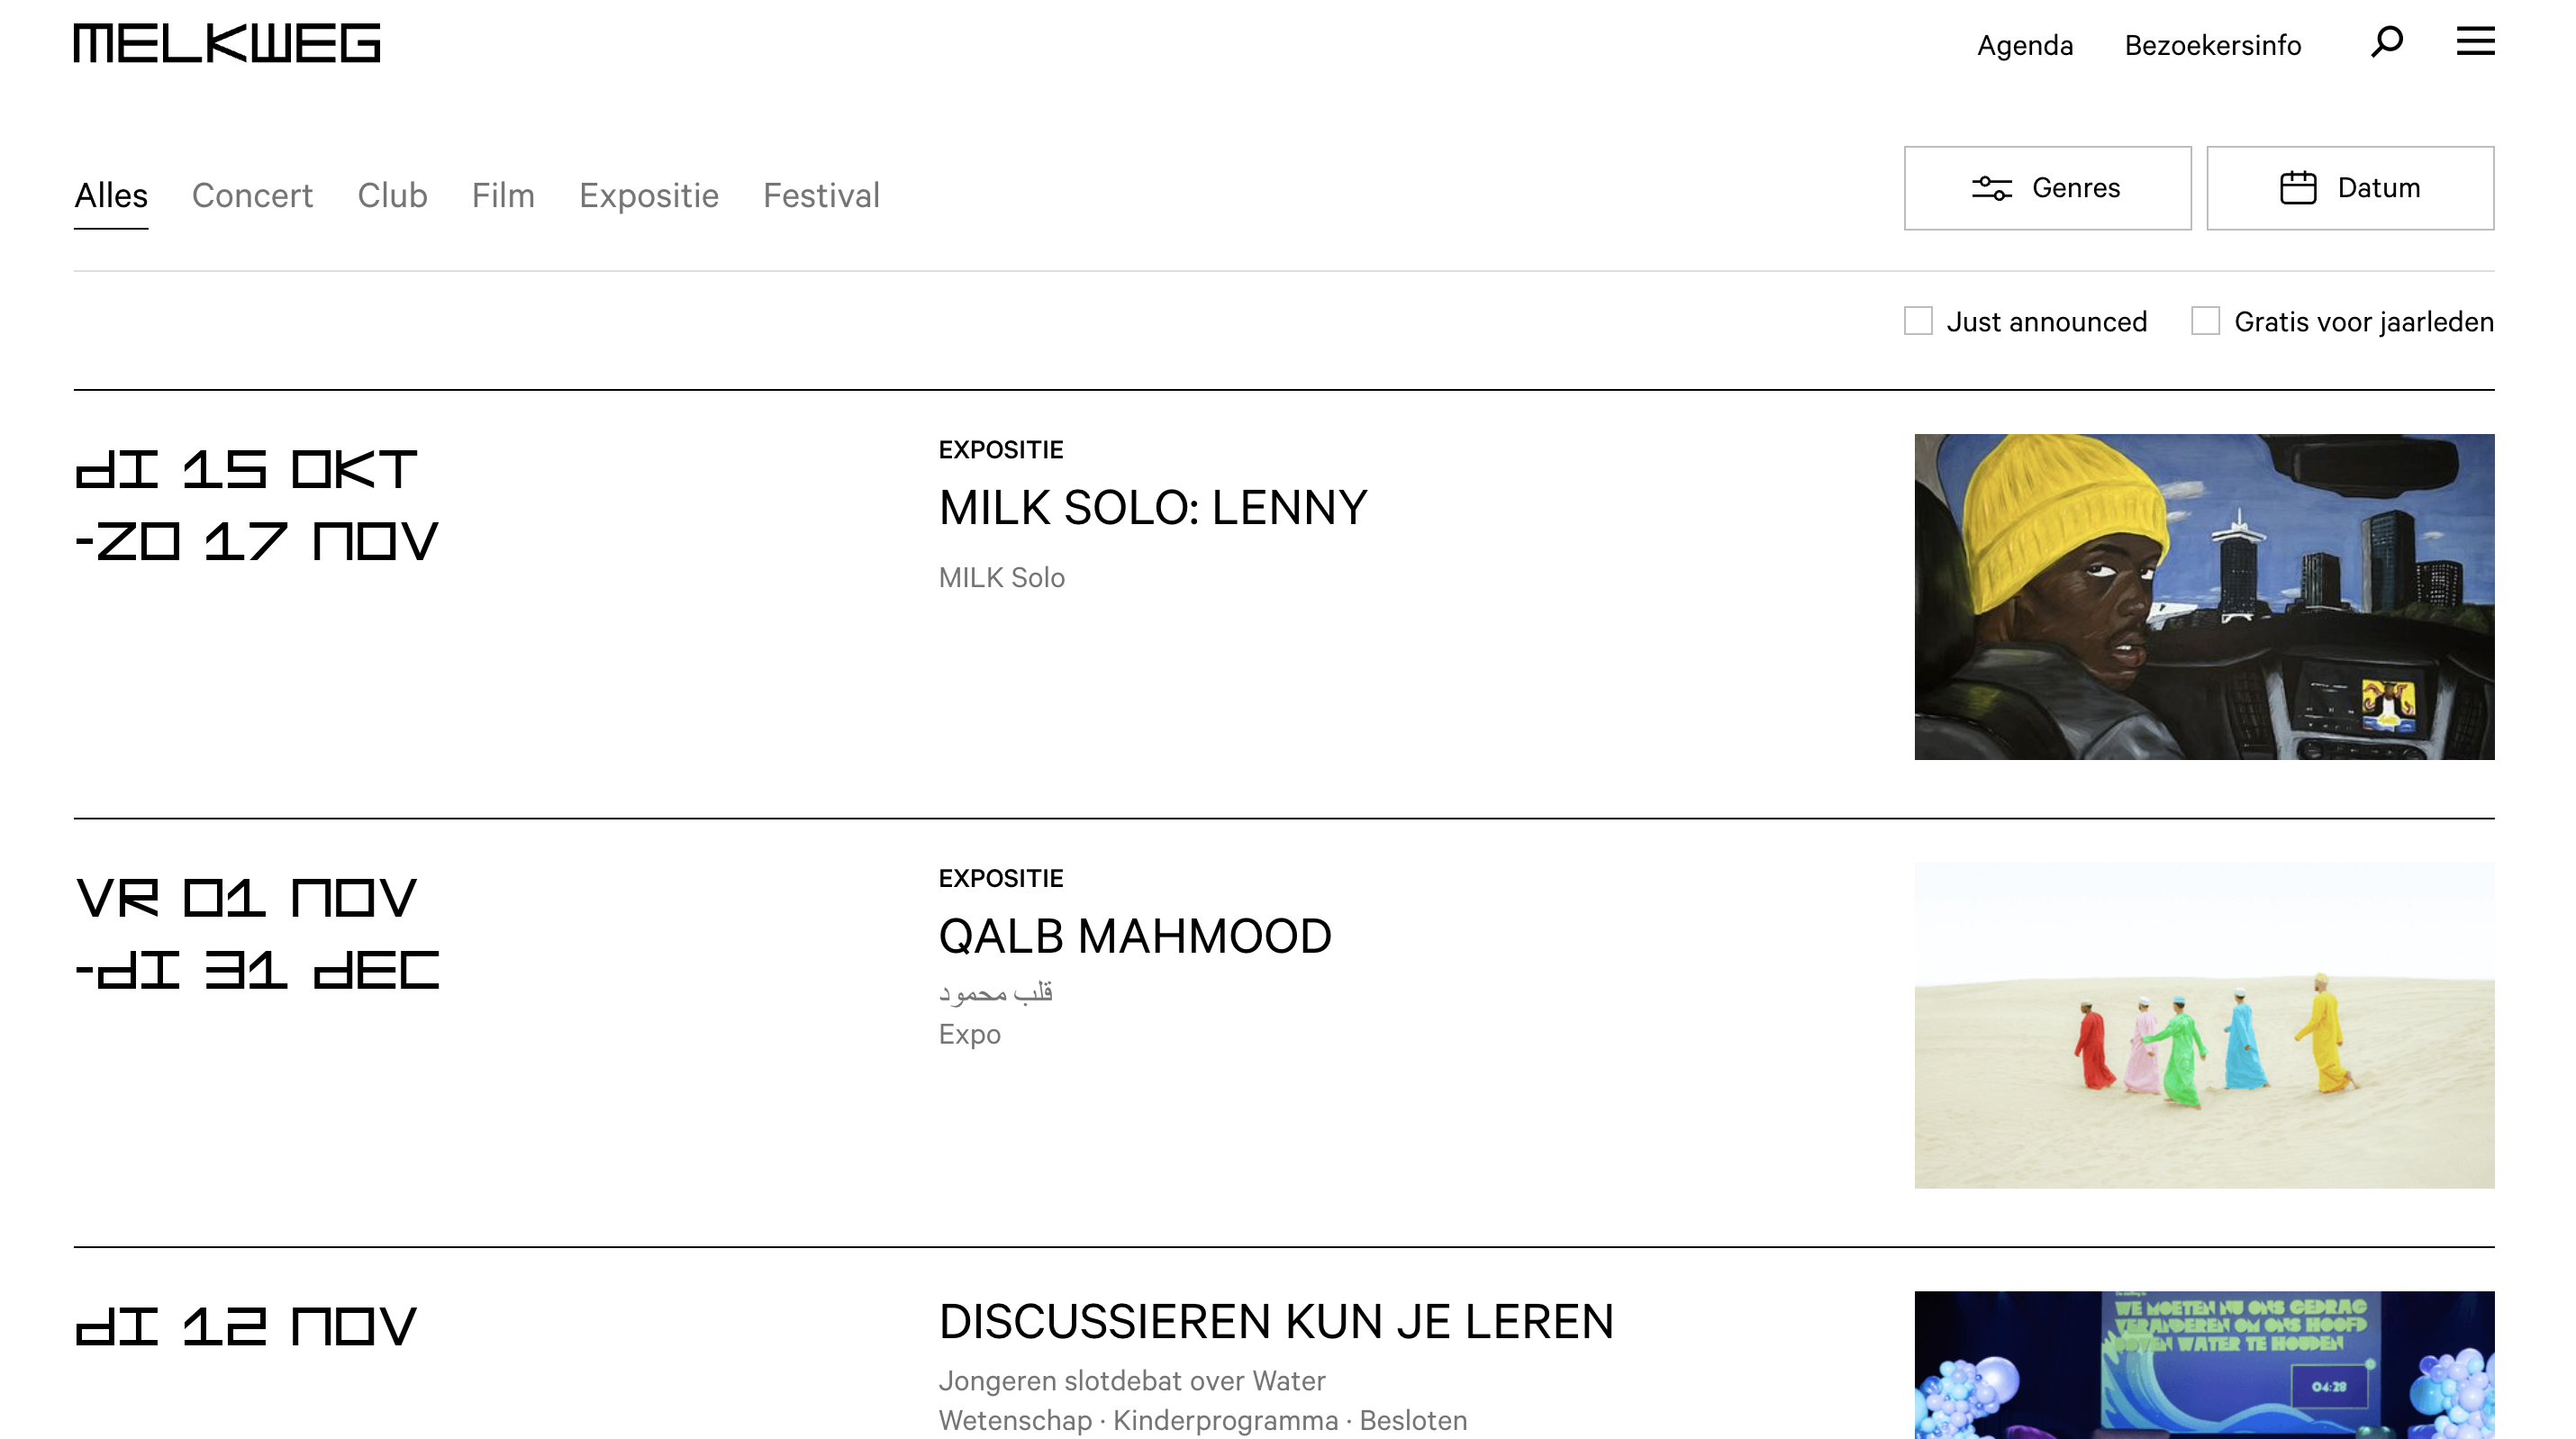 MELKWEG
Agenda Bezoekersinfo
Alles Concert Club Film Expositie Festival
Genres Datum
Just announced Gratis voor jaarleden
dI 15 OKT
-ZO 17 NOV
EXPOSITIE
MILK SOLO: LENNY
MILK Solo
VR 01 NOV
-dI 31 dEC
EXPOSITIE
QALB MAHMOOD
قلب محمود
Expo
dI 12 NOV
DISCUSSIEREN KUN JE LEREN
Jongeren slotdebat over Water
Wetenschap · Kinderprogramma · Besloten
WE MOETEN NU ONS GEDRAG
VERANDEREN OM ONS HOOFD
BOVEN WATER TE HOUDEN
04:28